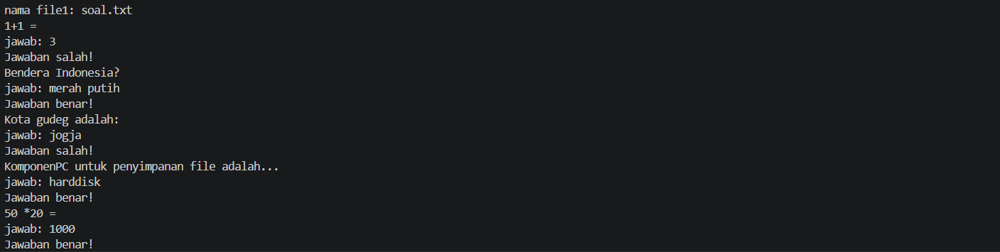 nama file1: soal.txt
1+1 =
jawab: 3
Jawaban salah!
Bendera Indonesia?
jawab: merah putih
Jawaban benar!
Kota gudeg adalah:
jawab: jogja
Jawaban salah!
KomponenPC untuk penyimpanan file adalah...
jawab: harddisk
Jawaban benar!
50 *20 =
jawab: 1000
Jawaban benar!